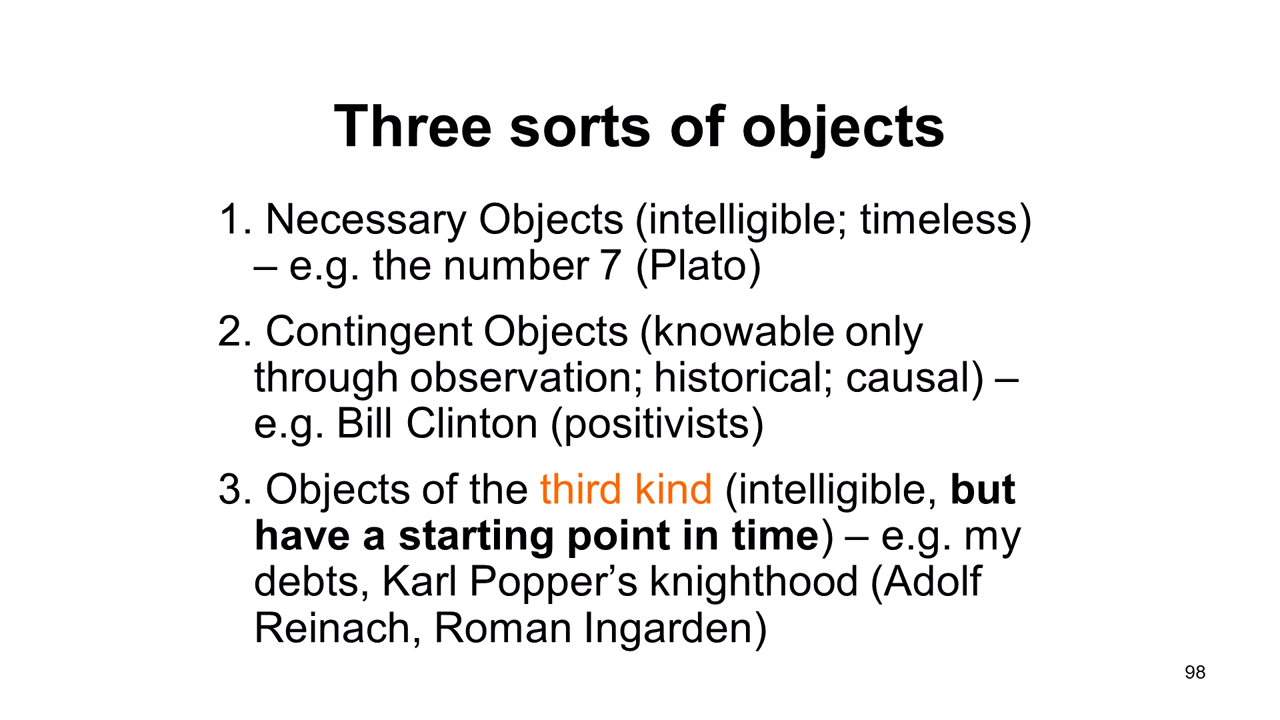 Three sorts of objects
1. Necessary Objects (intelligible; timeless)
– e.g. the number 7 (Plato)
2. Contingent Objects (knowable only
through observation; historical; causal) –
e.g. Bill Clinton (positivists)
3. Objects of the third kind (intelligible, but
have a starting point in time) – e.g. my
debts, Karl Popper’s knighthood (Adolf
Reinach, Roman Ingarden)
98